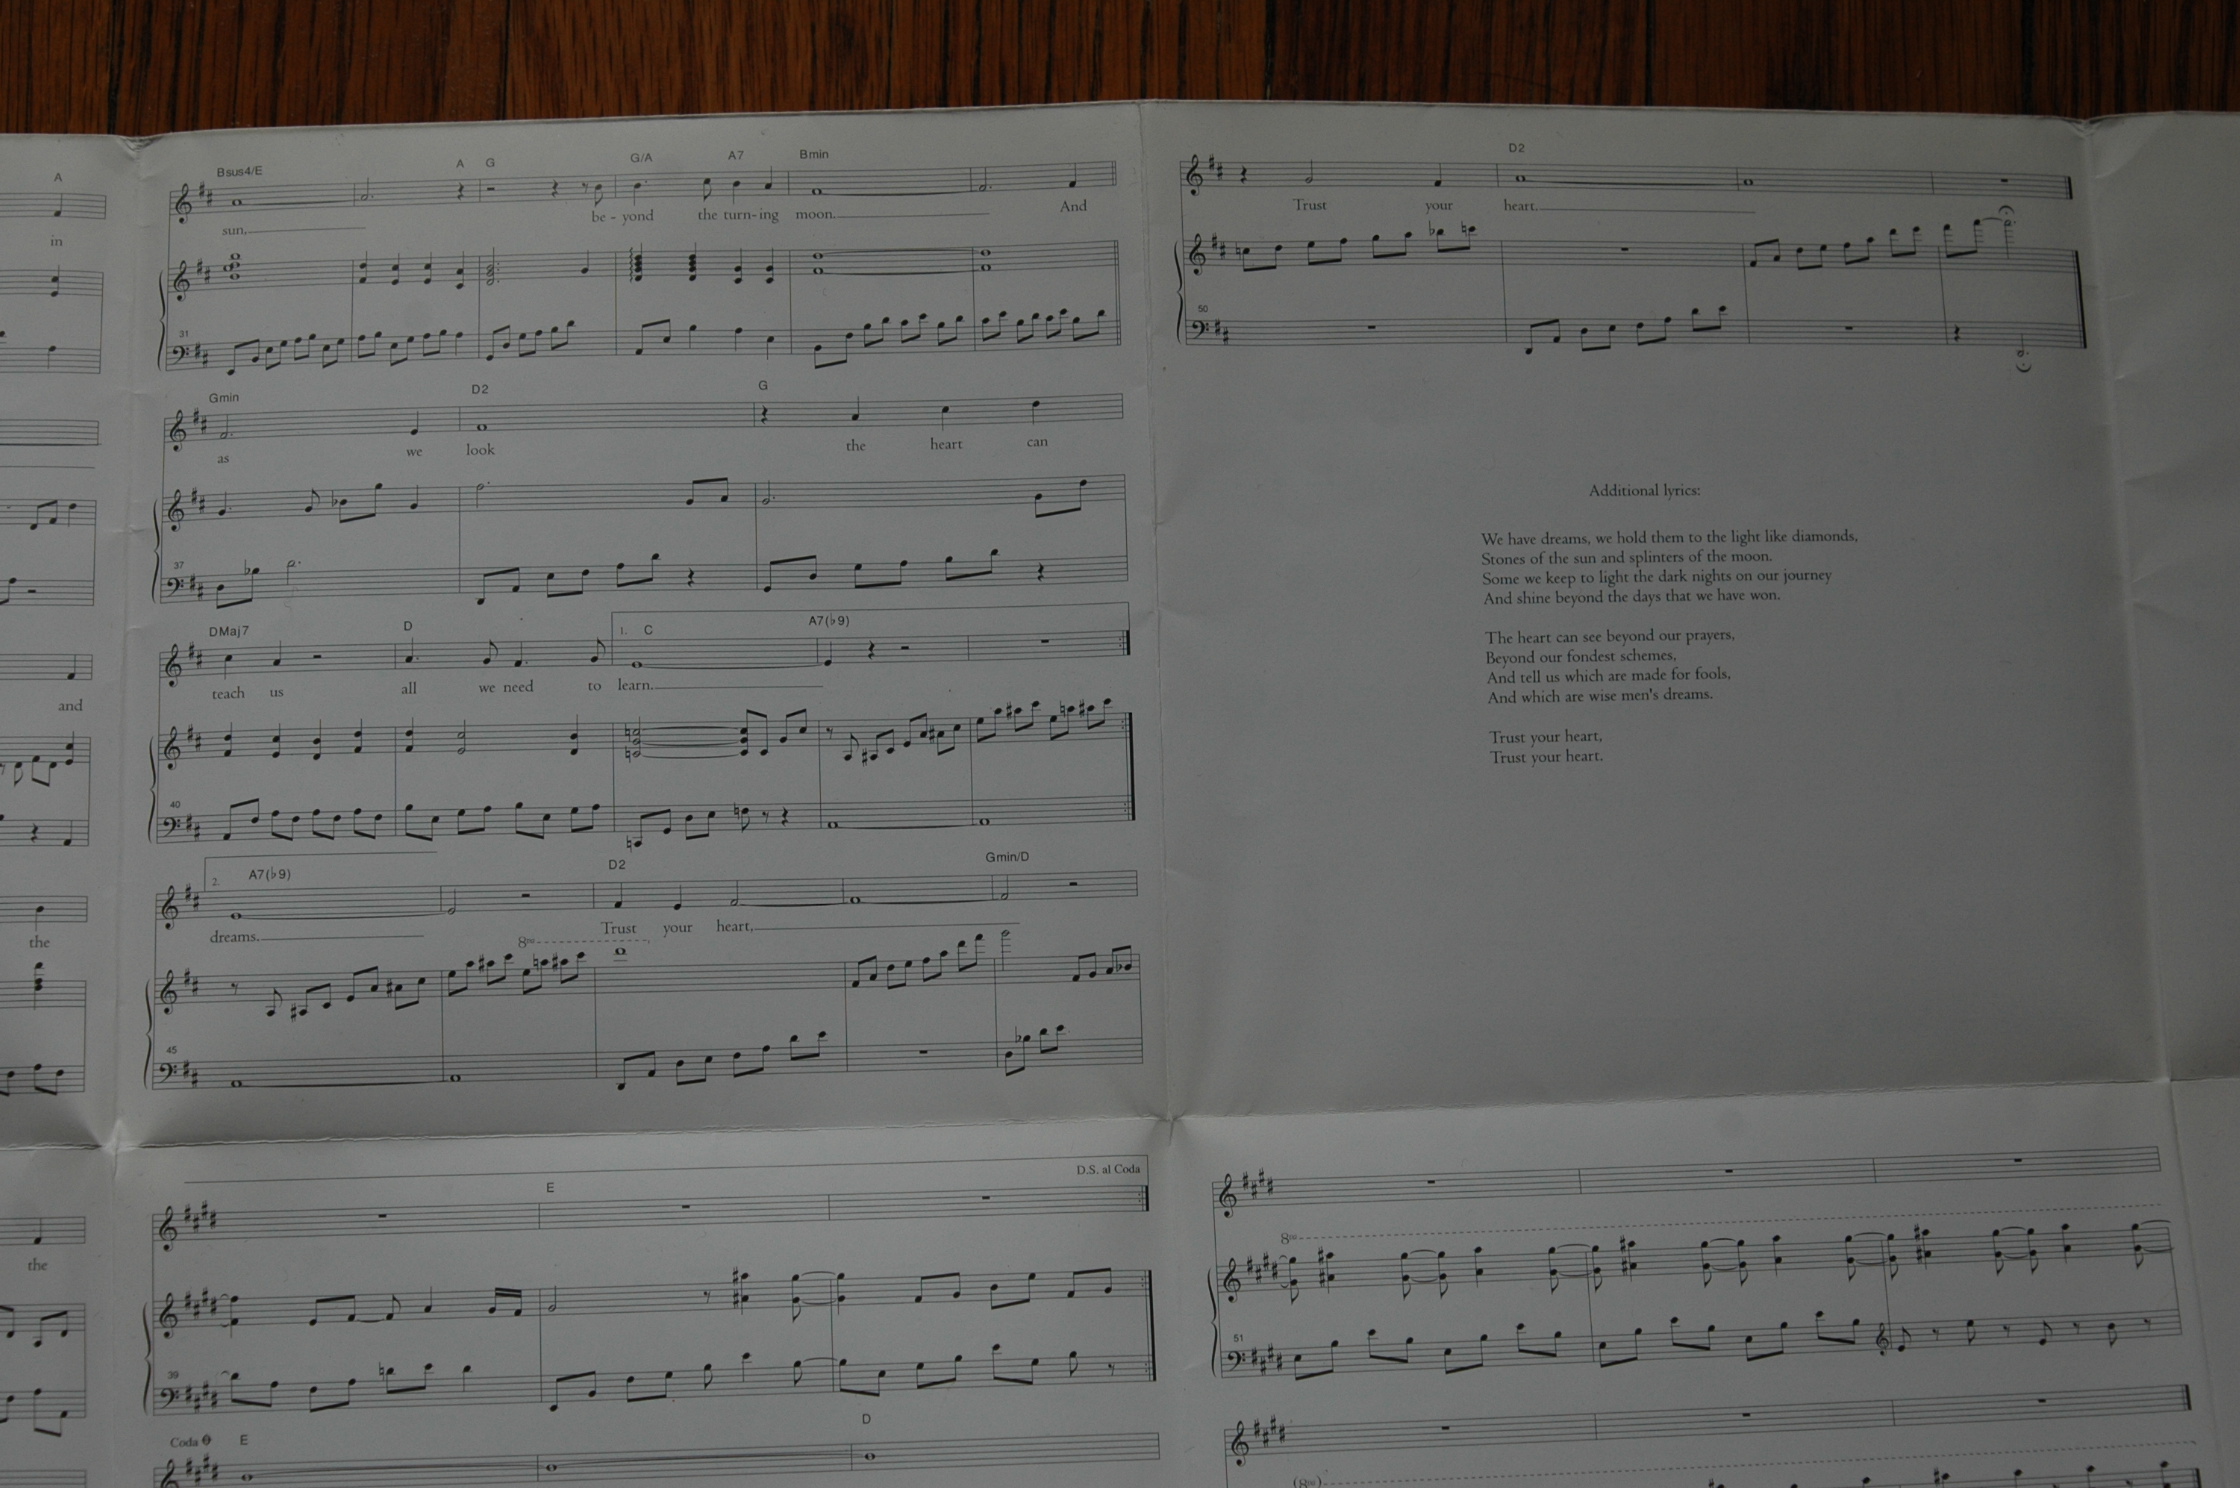 A
in
and
the
the
Bsus4/E A G G/A A7 Bmin
be - yond the turn-ing moon. And
sun,
31
Gmin D2 G
as we look the heart can
37
DMaj7 D 1. C A7(♭9)
teach us all we need to learn.
40
2. A7(♭9) D2 Gmin/D
dreams. Trust your heart,
8va
45
D2
Trust your heart.
50
Additional lyrics:
We have dreams, we hold them to the light like diamonds,
Stones of the sun and splinters of the moon.
Some we keep to light the dark nights on our journey
And shine beyond the days that we have won.
The heart can see beyond our prayers,
Beyond our fondest schemes,
And tell us which are made for fools,
And which are wise men's dreams.
Trust your heart,
Trust your heart.
D.S. al Coda
E
39
Coda E D
8va
51
(8va)